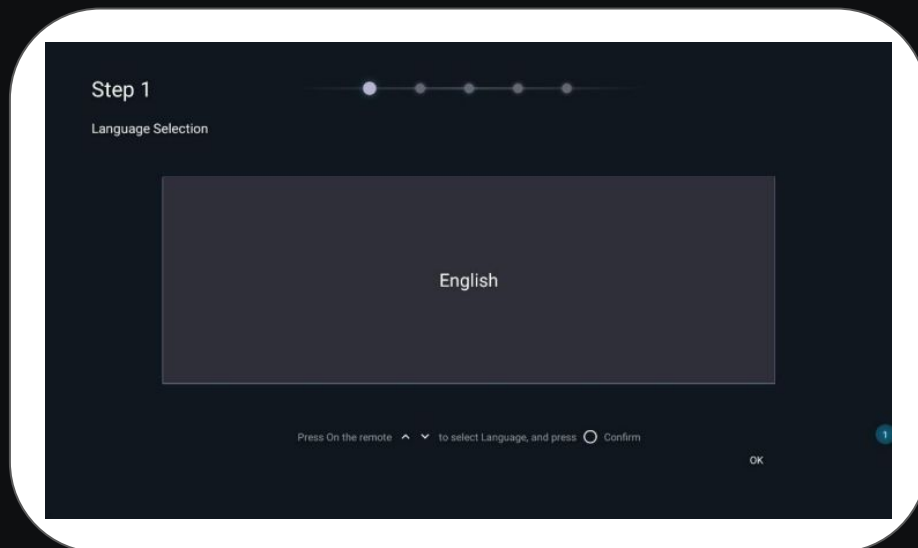 Step 1
Language Selection
English
Press On the remote to select Language, and press Confirm
1
OK